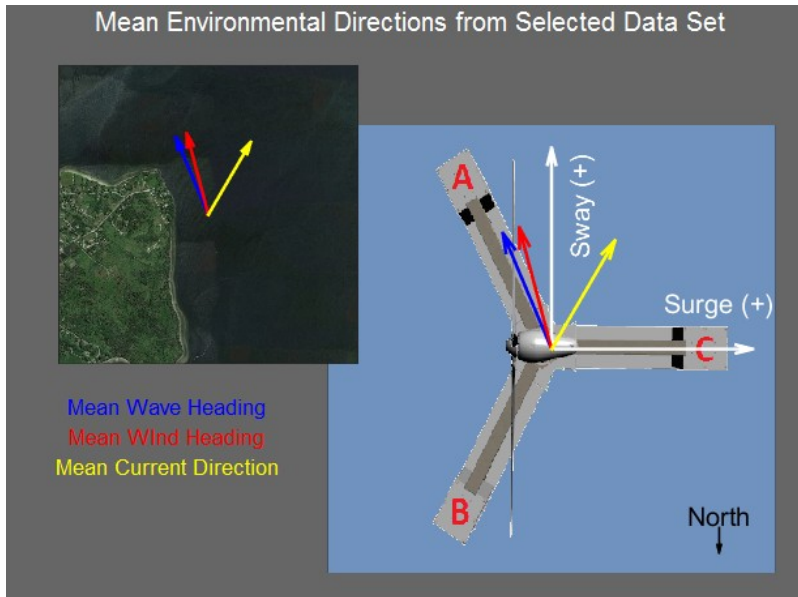 Mean Environmental Directions from Selected Data Set
A
Sway (+)
Surge (+)
C
Mean Wave Heading
Mean WInd Heading
Mean Current Direction
B
North